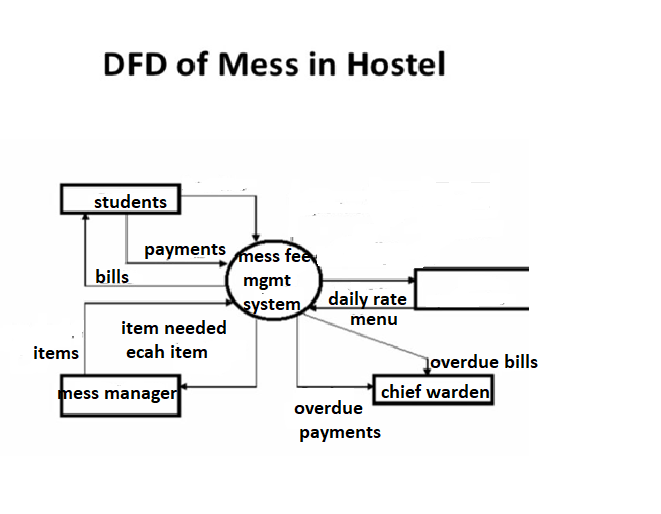 DFD of Mess in Hostel
students
payments
bills
mess fee
mgmt
system
daily rate
menu
item needed
ecah item
items
mess manager
overdue bills
chief warden
overdue
payments